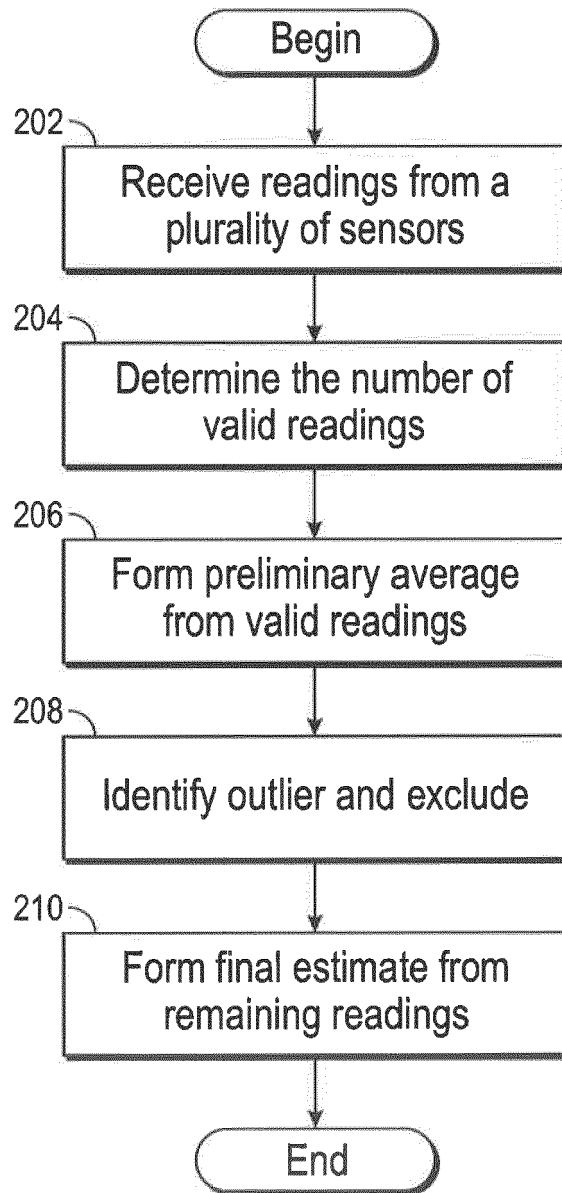 Begin
202
Receive readings from a
plurality of sensors
204
Determine the number of
valid readings
206
Form preliminary average
from valid readings
208
Identify outlier and exclude
210
Form final estimate from
remaining readings
End